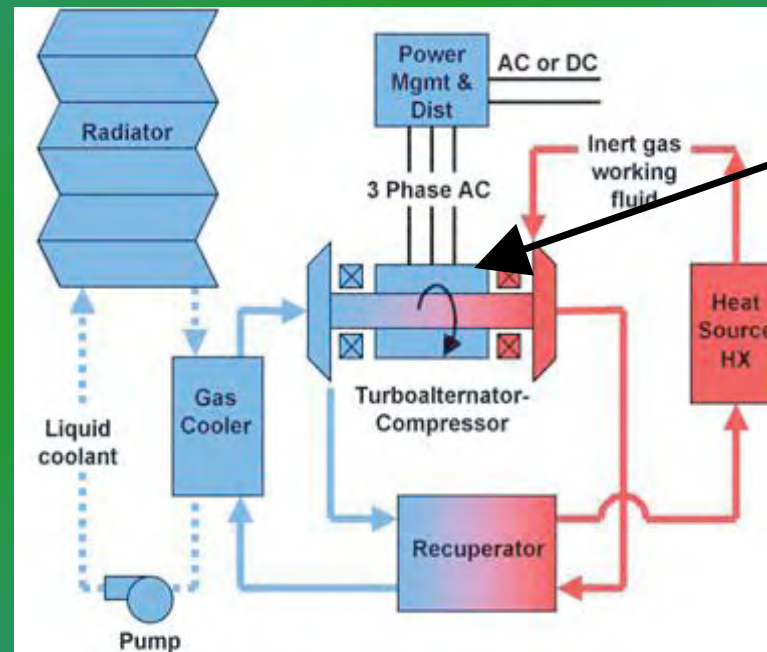 Radiator
Power
Mgmt &
Dist
AC or DC
3 Phase AC
Inert gas
working
fluid
Heat
Source
HX
Gas
Cooler
Turboalternator-
Compressor
Liquid
coolant
Recuperator
Pump